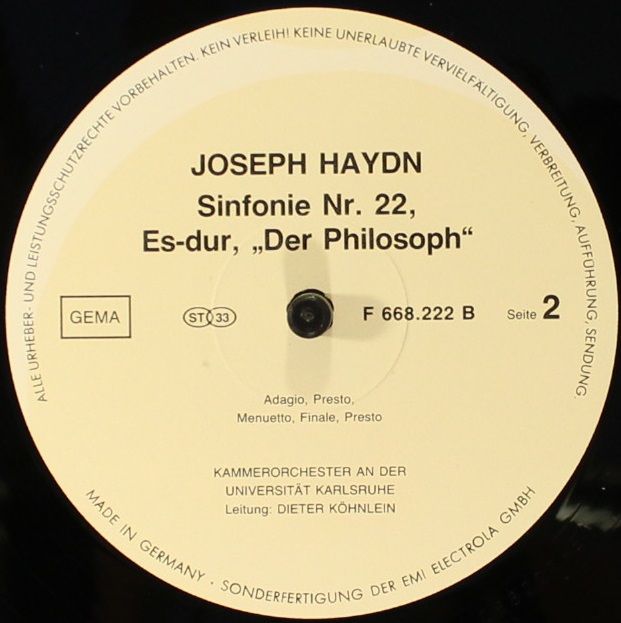 ALLE URHEBER- UND LEISTUNGSSCHUTZRECHTE VORBEHALTEN. KEIN VERLEIH! KEINE UNERLAUBTE VERVIELFÄLTIGUNG, VERBREITUNG, AUFFÜHRUNG, SENDUNG.
JOSEPH HAYDN
Sinfonie Nr. 22,
Es-dur, „Der Philosoph“
GEMA ST 33 F 668.222 B Seite 2
Adagio, Presto,
Menuetto, Finale, Presto
KAMMERORCHESTER AN DER
UNIVERSITÄT KARLSRUHE
Leitung: DIETER KÖHNLEIN
MADE IN GERMANY · SONDERFERTIGUNG DER EMI ELECTROLA GMBH